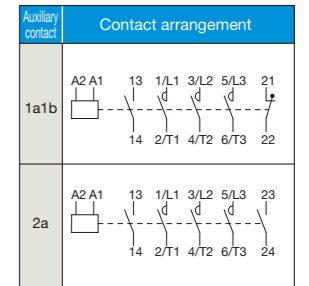 Auxiliary
contact
Contact arrangement
1a1b
A2 A1 13 1/L1 3/L2 5/L3 21
14 2/T1 4/T2 6/T3 22
2a
A2 A1 13 1/L1 3/L2 5/L3 23
14 2/T1 4/T2 6/T3 24